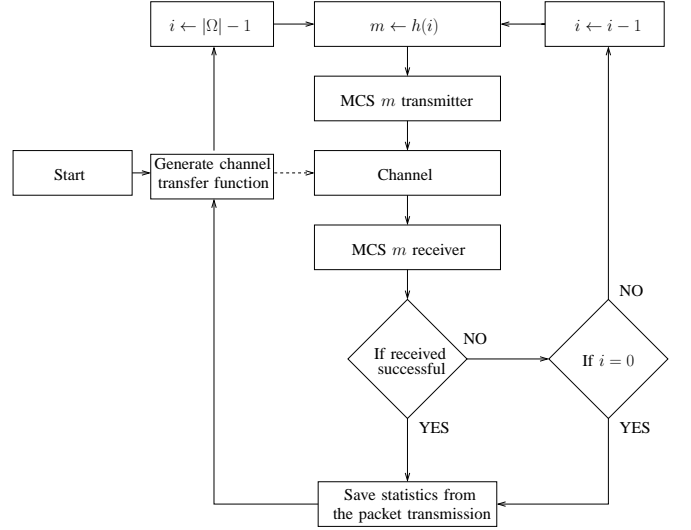 i ← |Ω| − 1
m ← h(i)
i ← i − 1
MCS m transmitter
Start
Generate channel
transfer function
Channel
MCS m receiver
NO
If received
successful
NO
If i = 0
YES
YES
Save statistics from
the packet transmission